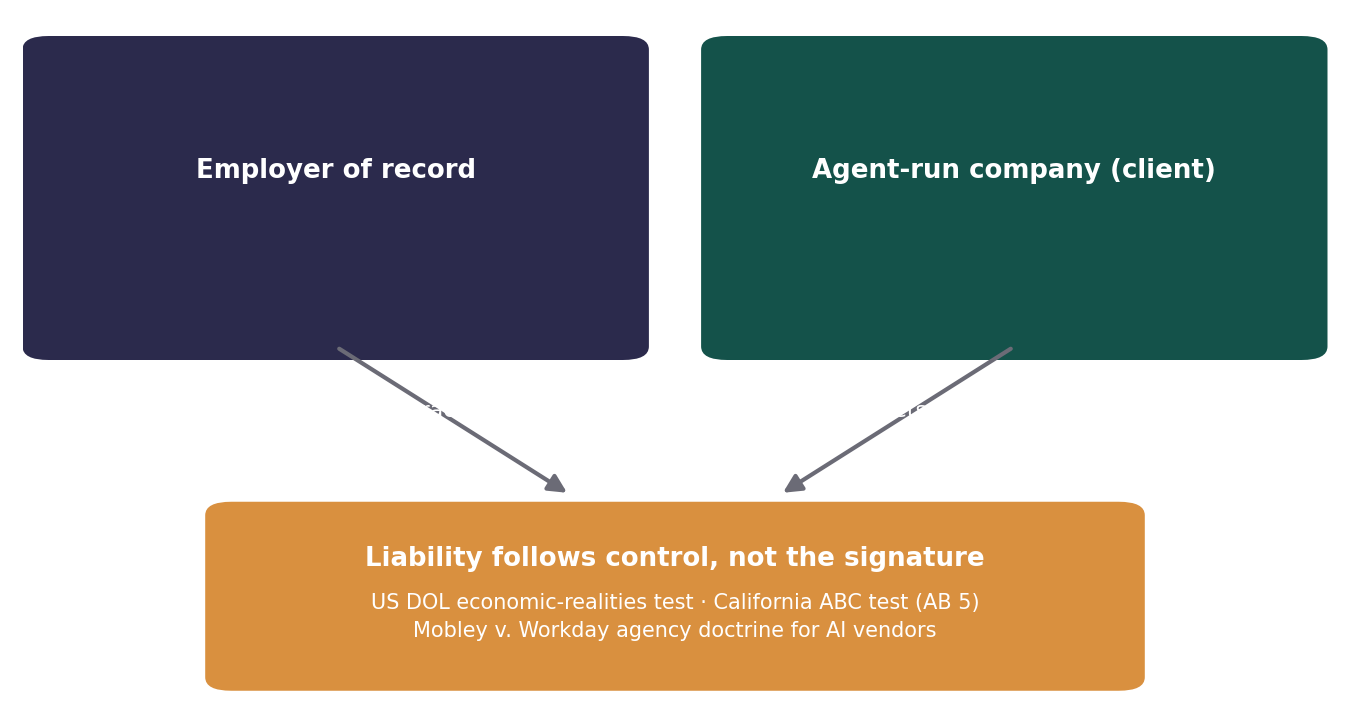 Employer of record
Agent-run company (client)
Liability follows control, not the signature
US DOL economic-realities test · California ABC test (AB 5)
Mobley v. Workday agency doctrine for AI vendors